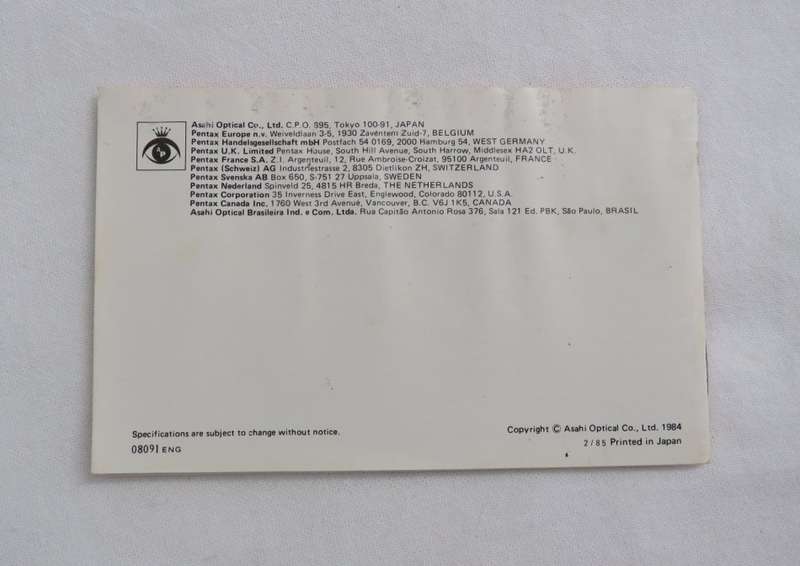 AP
Asahi Optical Co., Ltd. C.P.O. 895, Tokyo 100-91, JAPAN
Pentax Europe n.v. Weiveldlaan 3-5, 1930 Zaventem Zuid-7, BELGIUM
Pentax Handelsgesellschaft mbH Postfach 54 0169, 2000 Hamburg 54, WEST GERMANY
Pentax U.K. Limited Pentax House, South Hill Avenue, South Harrow, Middlesex HA2 OLT, U.K.
Pentax France S.A. Z.I. Argenteuil, 12, Rue Ambroise-Croizat, 95100 Argenteuil, FRANCE
Pentax (Schweiz) AG Industriestrasse 2, 8305 Dietlikon ZH, SWITZERLAND
Pentax Svenska AB Box 650, S-751 27 Uppsala, SWEDEN
Pentax Nederland Spinveld 25, 4815 HR Breda, THE NETHERLANDS
Pentax Corporation 35 Inverness Drive East, Englewood, Colorado 80112, U.S.A.
Pentax Canada Inc. 1760 West 3rd Avenue, Vancouver, B.C. V6J 1K5, CANADA
Asahi Optical Brasileira Ind. e Com. Ltda. Rua Capitão Antonio Rosa 376, Sala 121 Ed. PBK, São Paulo, BRASIL
Specifications are subject to change without notice.
08091 ENG
Copyright © Asahi Optical Co., Ltd. 1984
2/85 Printed in Japan